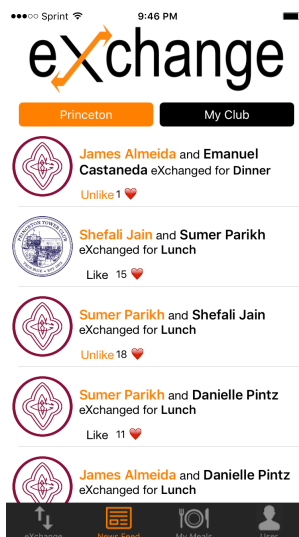 Sprint 9:46 PM
eXchange
Princeton My Club
James Almeida and Emanuel
Castaneda eXchanged for Dinner
Unlike 1
PRINCETON TOWER CLUB
Shefali Jain and Sumer Parikh
eXchanged for Lunch
Like 15
Sumer Parikh and Shefali Jain
eXchanged for Lunch
Unlike 18
Sumer Parikh and Danielle Pintz
eXchanged for Lunch
Like 11
James Almeida and Danielle Pintz
eXchanged for Lunch
eXchange News Feed My Meals User